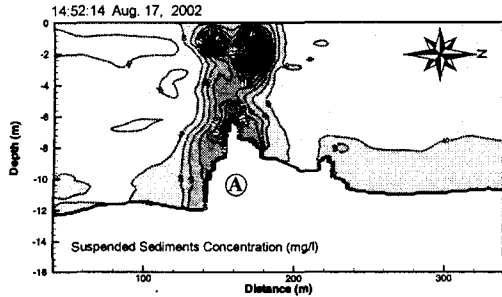 14:52:14 Aug. 17, 2002
0
-2
-4
-6
-8
-10
-12
-14
-16
Depth (m)
N
A
Suspended Sediments Concentration (mg/l)
100
200
300
Distance (m)